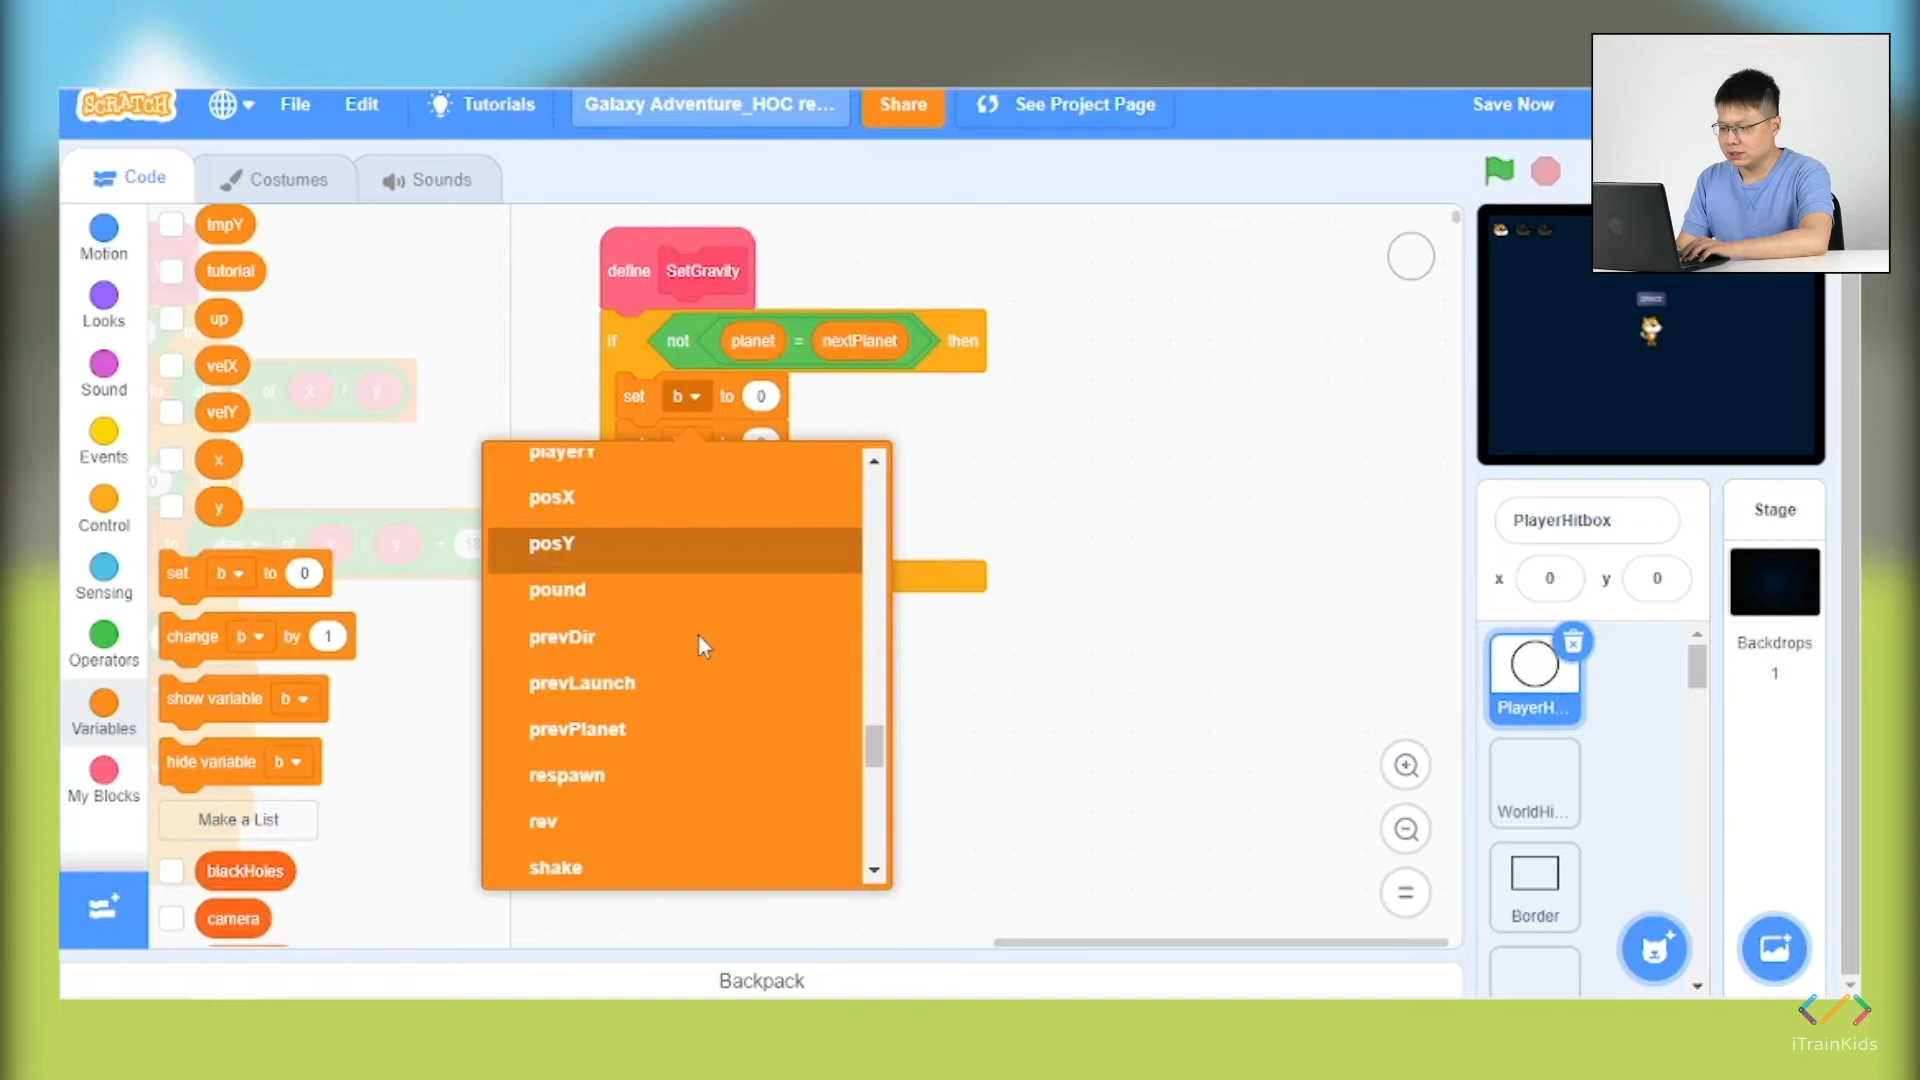 SCRATCH File Edit Tutorials Galaxy Adventure_HOC re... Share See Project Page Save Now
Code Costumes Sounds
Motion
Looks
Sound
Events
Control
Sensing
Operators
Variables
My Blocks
tmpY
tutorial
up
velX
velY
x
y
set b to 0
change b by 1
show variable b
hide variable b
Make a List
blackHoles
camera
define SetGravity
if not planet = nextPlanet then
set b to 0
playerY
posX
posY
pound
prevDir
prevLaunch
prevPlanet
respawn
rev
shake
Backpack
SPACE
PlayerHitbox
x 0 y 0
PlayerH...
WorldHi...
Border
Stage
Backdrops
1
iTrainKids